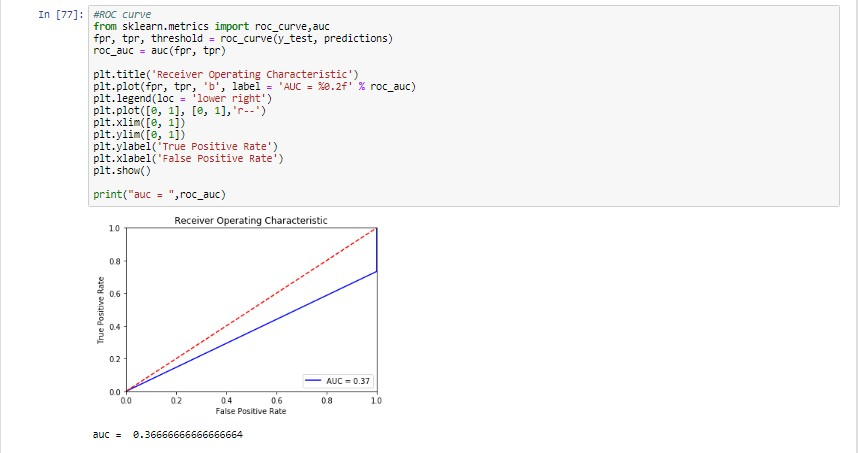 In [77]: #ROC curve
from sklearn.metrics import roc_curve,auc
fpr, tpr, threshold = roc_curve(y_test, predictions)
roc_auc = auc(fpr, tpr)
plt.title('Receiver Operating Characteristic')
plt.plot(fpr, tpr, 'b', label = 'AUC = %0.2f' % roc_auc)
plt.legend(loc = 'lower right')
plt.plot([0, 1], [0, 1],'r--')
plt.xlim([0, 1])
plt.ylim([0, 1])
plt.ylabel('True Positive Rate')
plt.xlabel('False Positive Rate')
plt.show()
print("auc = ",roc_auc)
Receiver Operating Characteristic
1.0
0.8
0.6
0.4
0.2
0.0
True Positive Rate
AUC = 0.37
0.0 0.2 0.4 0.6 0.8 1.0
False Positive Rate
auc =  0.36666666666666664